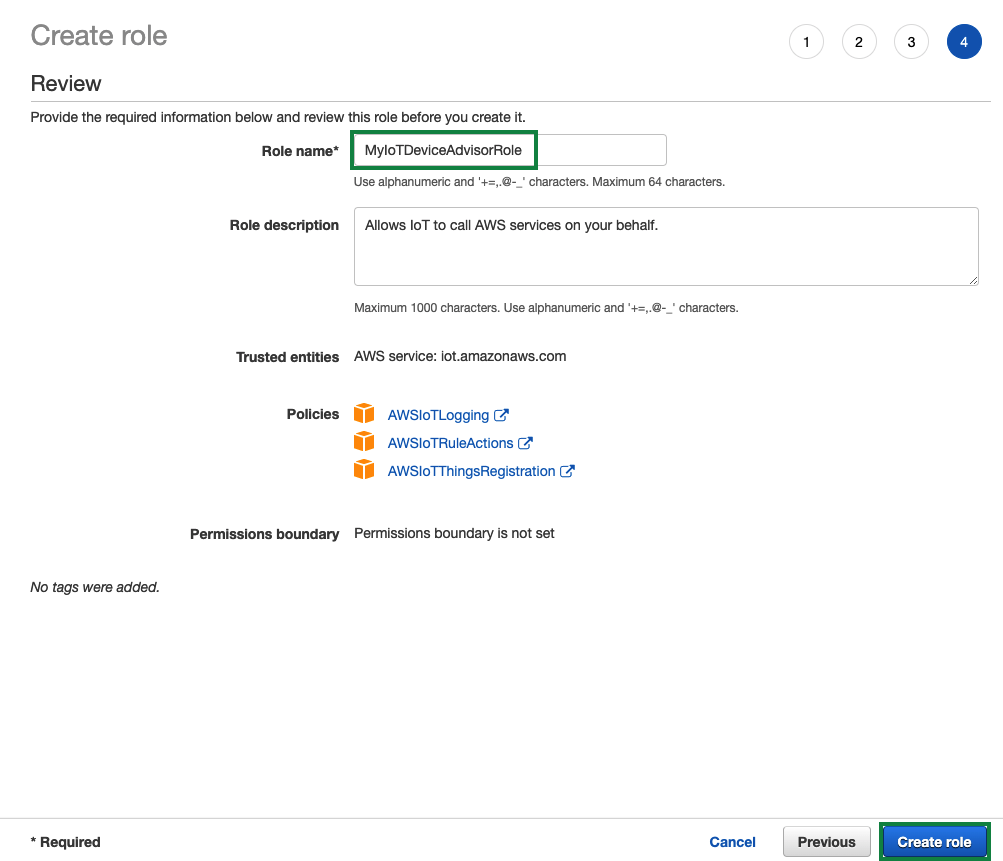 Create role
1 2 3 4
Review
Provide the required information below and review this role before you create it.
Role name* MyIoTDeviceAdvisorRole
Use alphanumeric and '+=,.@-_' characters. Maximum 64 characters.
Role description Allows IoT to call AWS services on your behalf.
Maximum 1000 characters. Use alphanumeric and '+=,.@-_' characters.
Trusted entities AWS service: iot.amazonaws.com
Policies AWSIoTLogging
AWSIoTRuleActions
AWSIoTThingsRegistration
Permissions boundary Permissions boundary is not set
No tags were added.
* Required Cancel Previous Create role